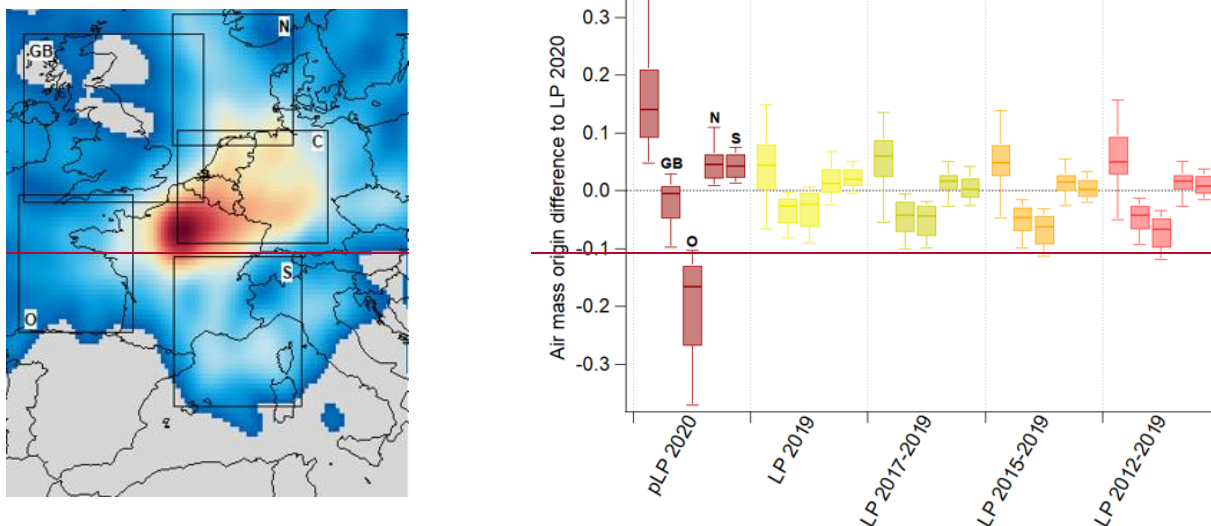 N
GB
C
S
O
Air mass origin difference to LP 2020
0.3
0.2
0.1
0.0
-0.1
-0.2
-0.3
GB
N
S
O
pLP 2020
LP 2019
LP 2017-2019
LP 2015-2019
LP 2012-2019